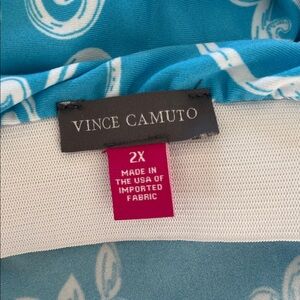 VINCE CAMUTO
2X
MADE IN
THE USA OF
IMPORTED
FABRIC